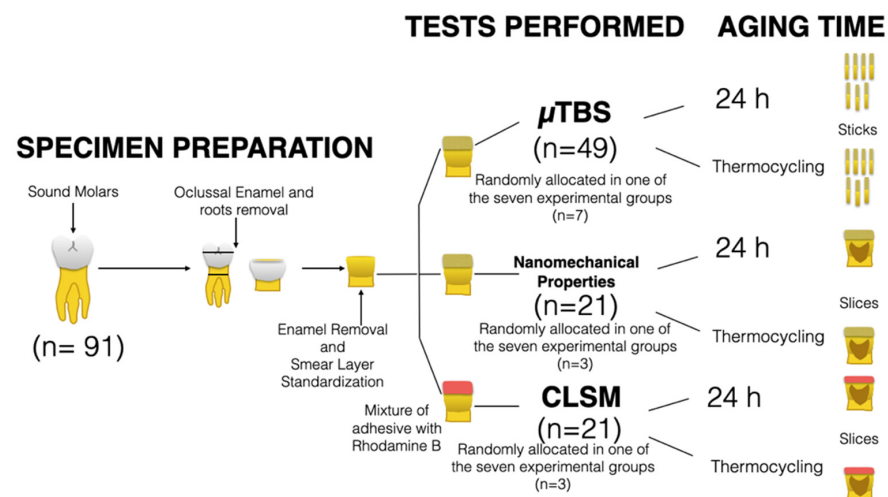 TESTS PERFORMED
AGING TIME
SPECIMEN PREPARATION
Sound Molars
(n= 91)
Oclussal Enamel and
roots removal
Enamel Removal
and
Smear Layer
Standardization
Mixture of
adhesive with
Rhodamine B
µTBS
(n=49)
Randomly allocated in one of
the seven experimental groups
(n=7)
24 h
Sticks
Thermocycling
Nanomechanical
Properties
(n=21)
Randomly allocated in one of
the seven experimental groups
(n=3)
24 h
Slices
Thermocycling
CLSM
(n=21)
Randomly allocated in one of
the seven experimental groups
(n=3)
24 h
Slices
Thermocycling